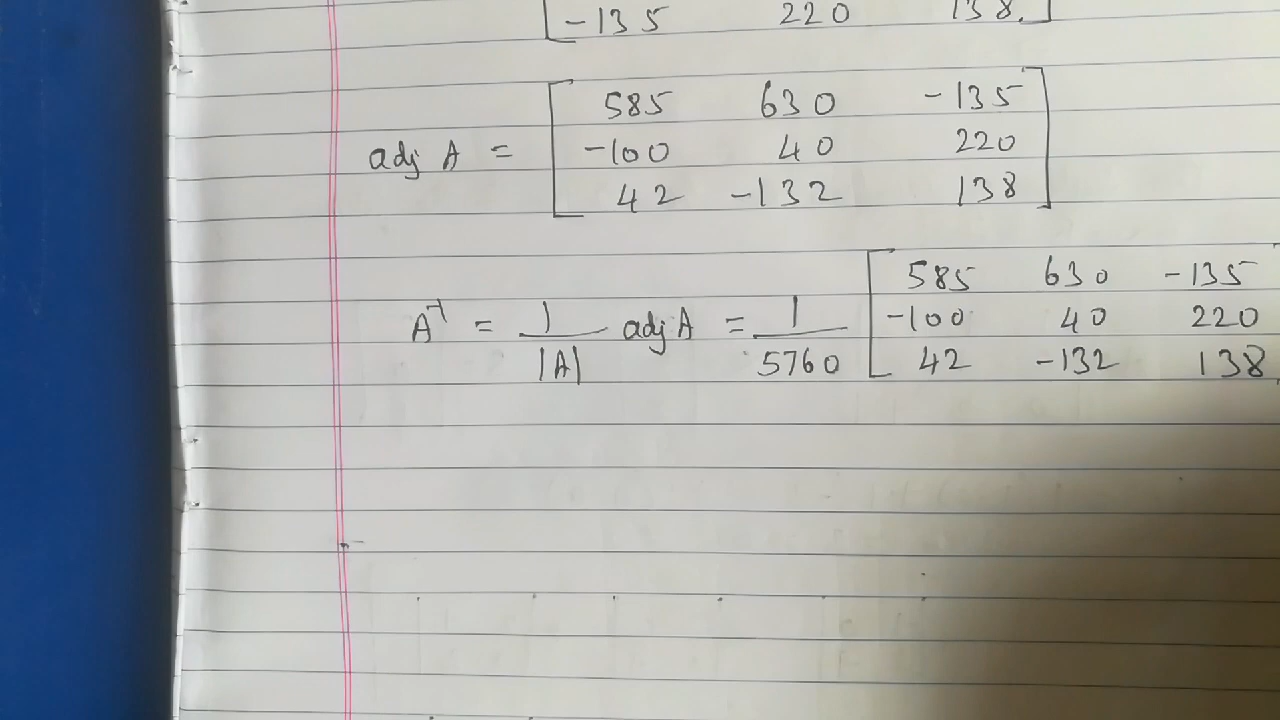 -135 220 138.
585 630 -135
adj A = -100 40 220
42 -132 138
585 630 -135
A⁻¹ = 1/|A| adj A = 1/5760 -100 40 220
42 -132 138